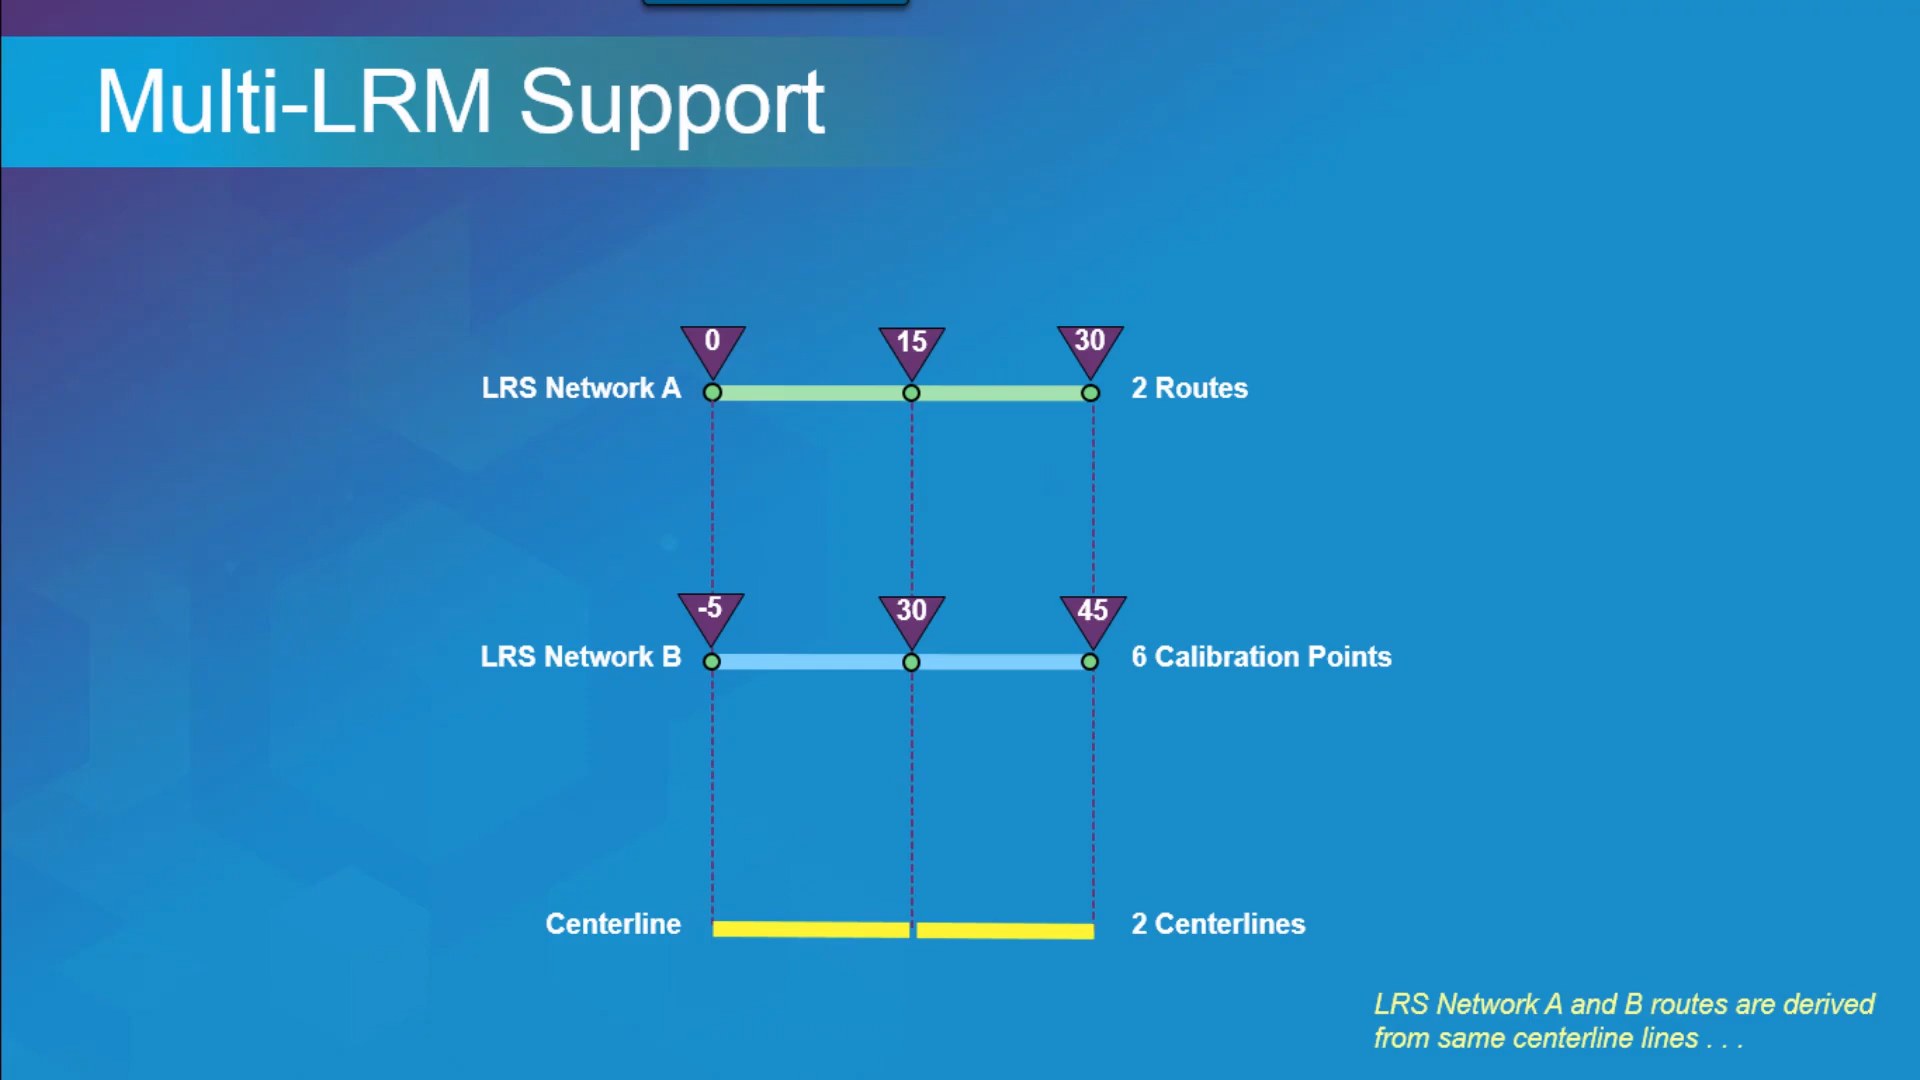 Multi-LRM Support
0 15 30
LRS Network A 2 Routes
-5 30 45
LRS Network B 6 Calibration Points
Centerline 2 Centerlines
LRS Network A and B routes are derived
from same centerline lines . . .